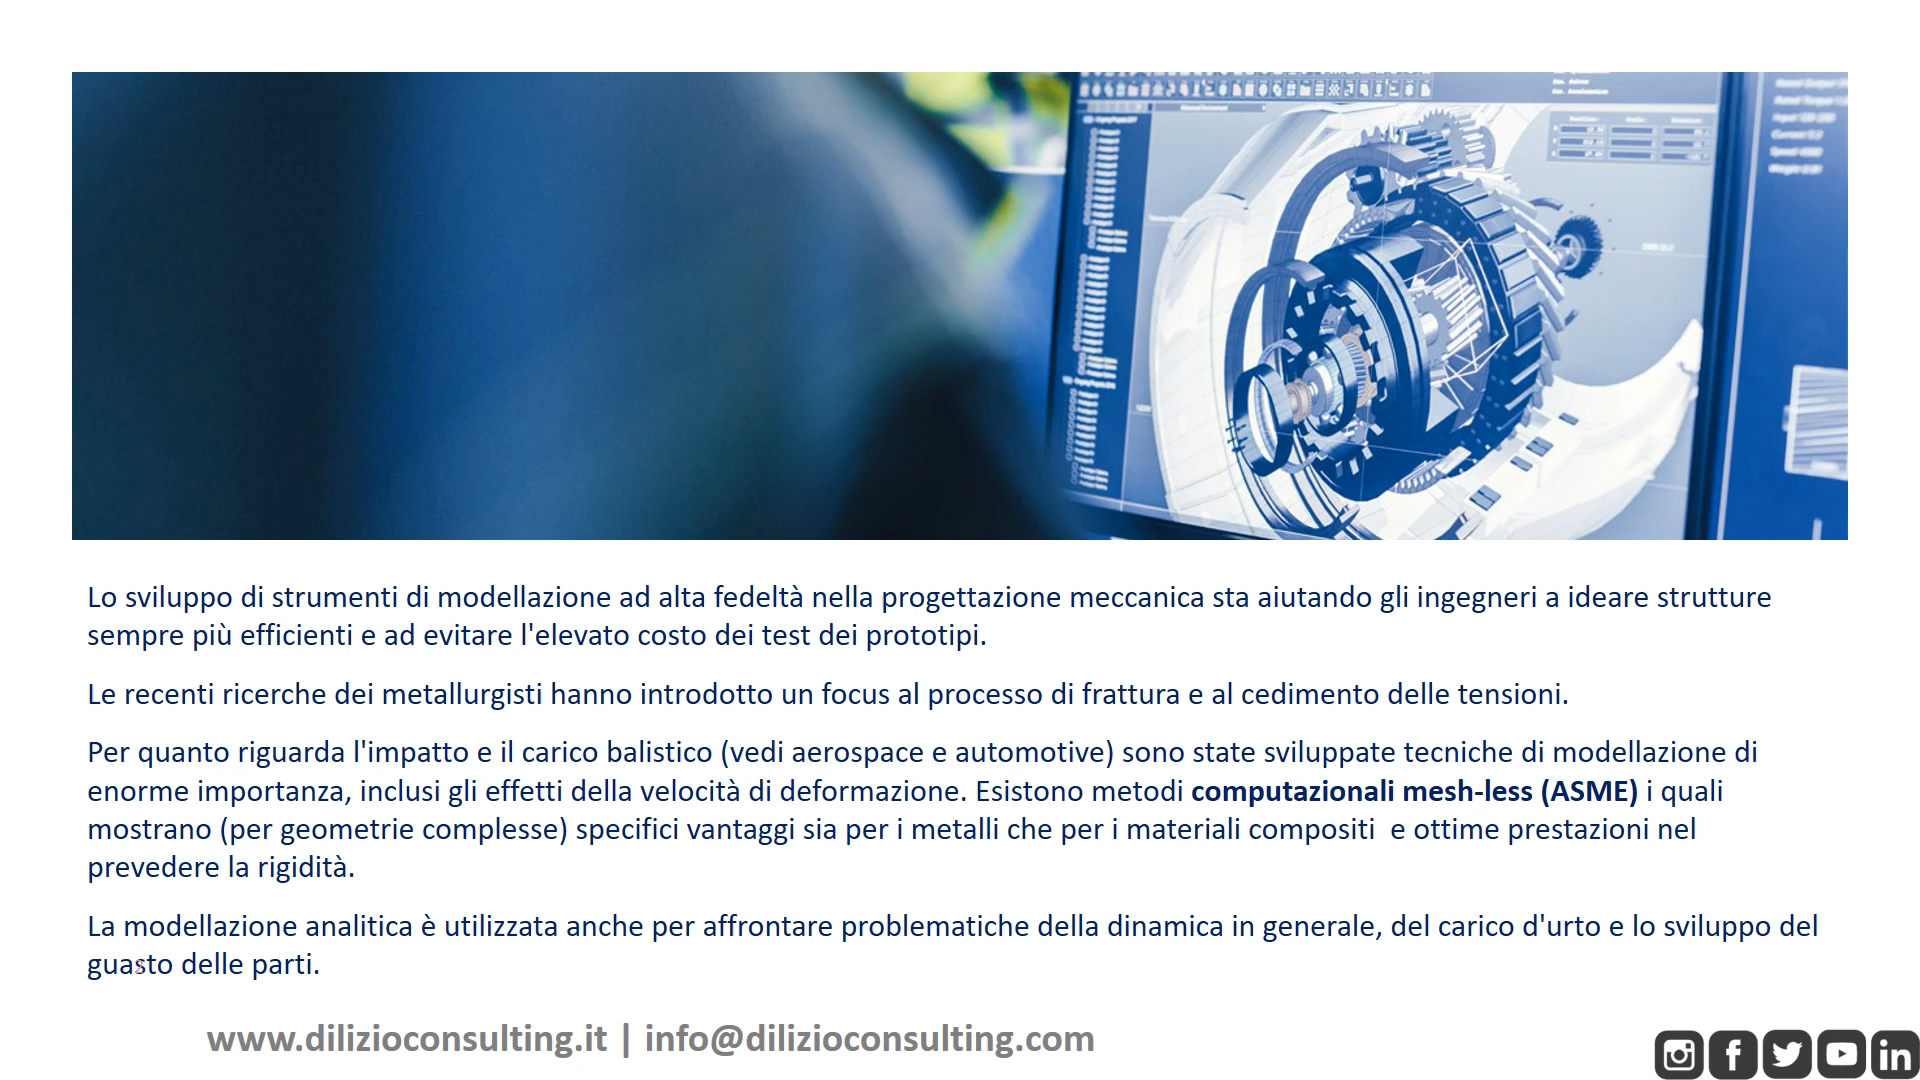 Lo sviluppo di strumenti di modellazione ad alta fedeltà nella progettazione meccanica sta aiutando gli ingegneri a ideare strutture
sempre più efficienti e ad evitare l'elevato costo dei test dei prototipi.
Le recenti ricerche dei metallurgisti hanno introdotto un focus al processo di frattura e al cedimento delle tensioni.
Per quanto riguarda l'impatto e il carico balistico (vedi aerospace e automotive) sono state sviluppate tecniche di modellazione di
enorme importanza, inclusi gli effetti della velocità di deformazione. Esistono metodi computazionali mesh-less (ASME) i quali
mostrano (per geometrie complesse) specifici vantaggi sia per i metalli che per i materiali compositi  e ottime prestazioni nel
prevedere la rigidità.
La modellazione analitica è utilizzata anche per affrontare problematiche della dinamica in generale, del carico d'urto e lo sviluppo del
guasto delle parti.
www.dilizioconsulting.it | info@dilizioconsulting.com